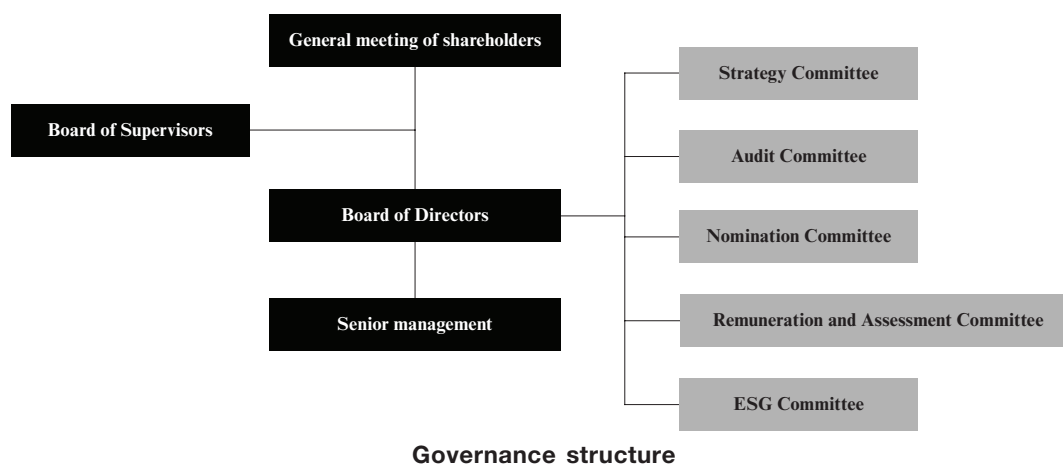 General meeting of shareholders
Board of Supervisors
Board of Directors
Senior management
Strategy Committee
Audit Committee
Nomination Committee
Remuneration and Assessment Committee
ESG Committee
Governance structure